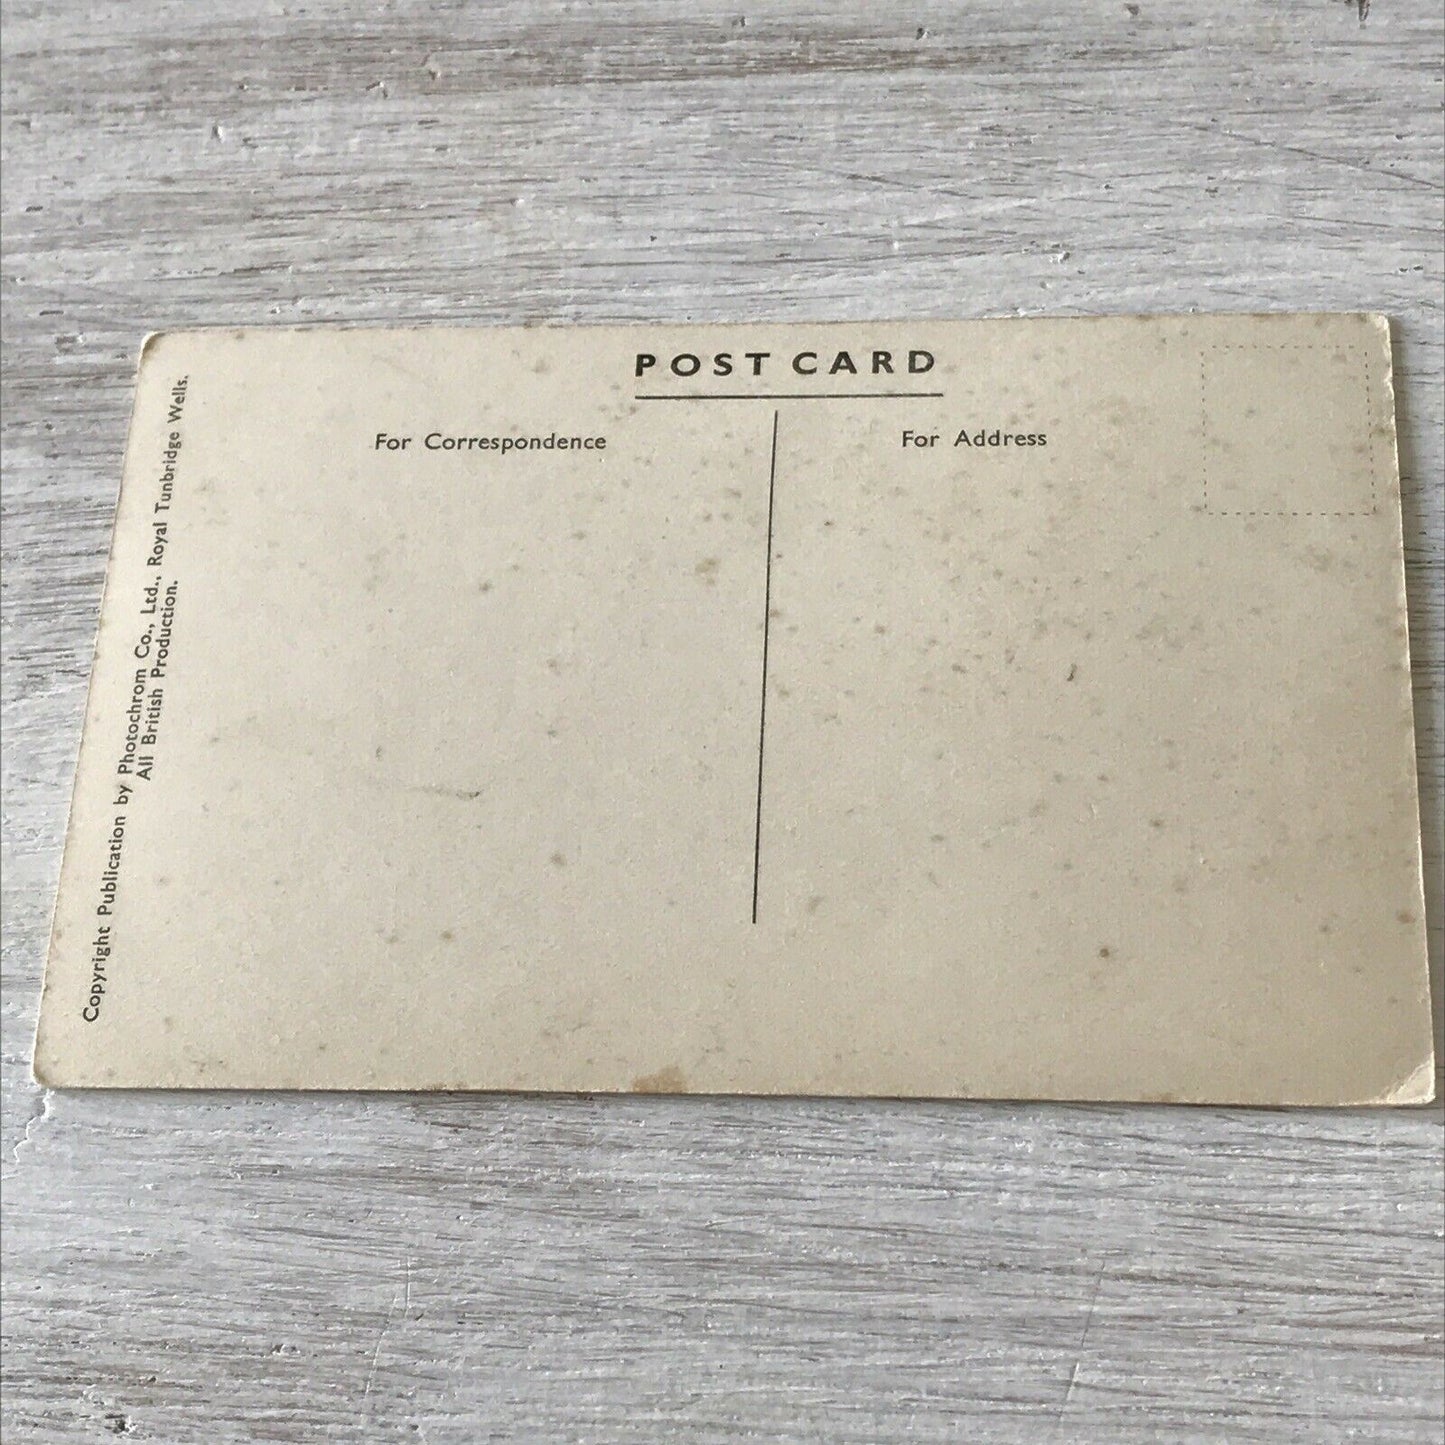 POST CARD
For Correspondence
For Address
Copyright Publication by Photochrom Co., Ltd., Royal Tunbridge Wells.
All British Production.